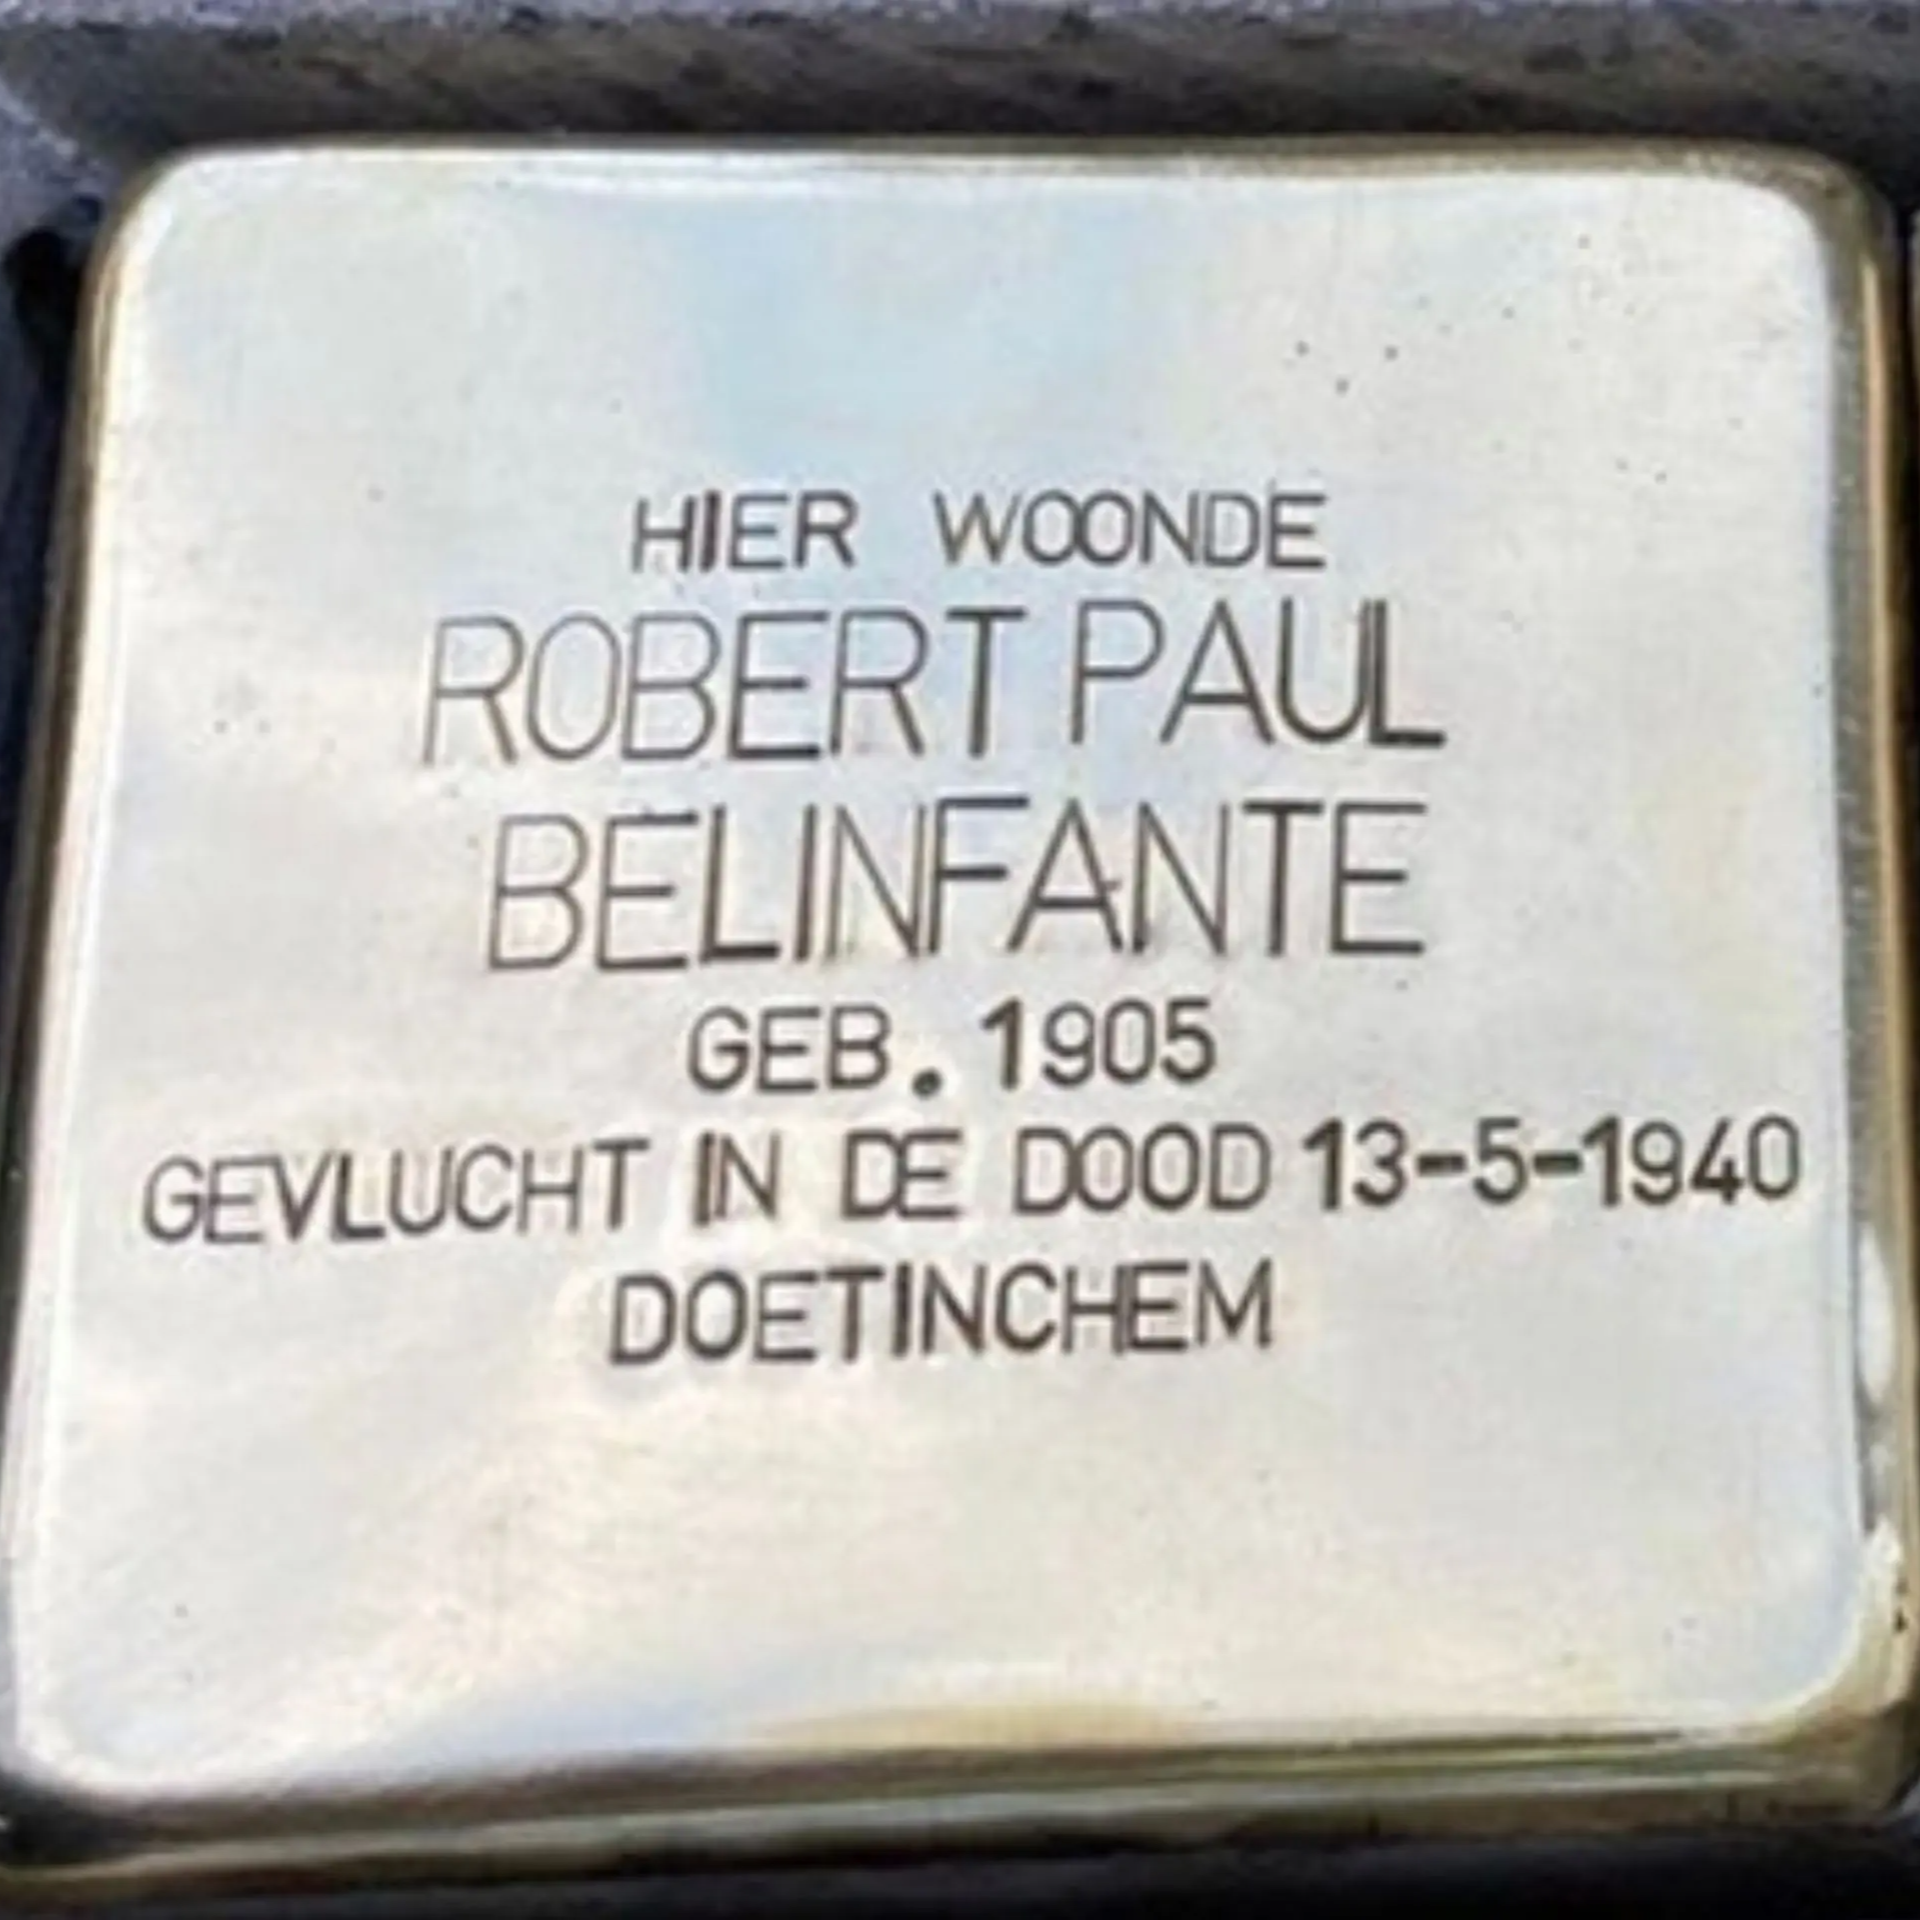 HIER WOONDE
ROBERT PAUL
BELINFANTE
GEB. 1905
GEVLUCHT IN DE DOOD 13-5-1940
DOETINCHEM